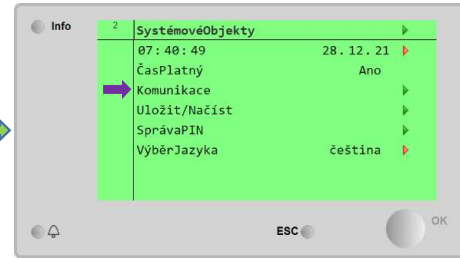 Info
2 SystémovéObjekty
07:40:49 28.12.21
ČasPlatný Ano
Komunikace
Uložit/Načíst
SprávaPIN
VýběrJazyka čeština
ESC OK